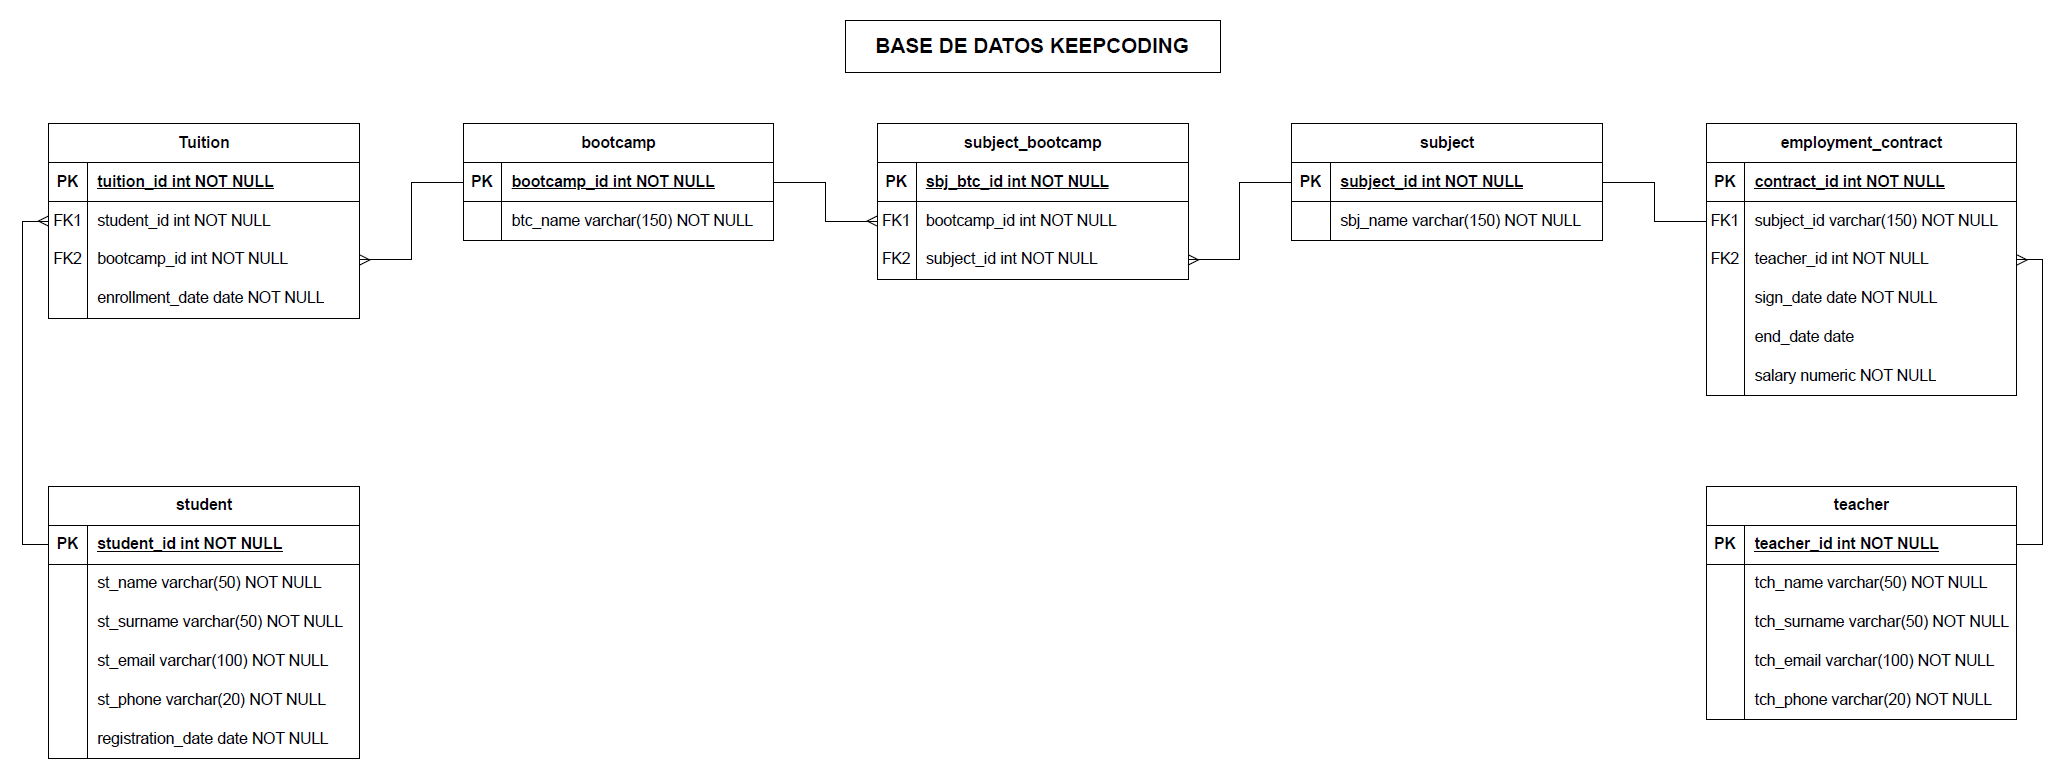 BASE DE DATOS KEEPCODING
Tuition
PK tuition_id int NOT NULL
FK1 student_id int NOT NULL
FK2 bootcamp_id int NOT NULL
enrollment_date date NOT NULL
bootcamp
PK bootcamp_id int NOT NULL
btc_name varchar(150) NOT NULL
subject_bootcamp
PK sbj_btc_id int NOT NULL
FK1 bootcamp_id int NOT NULL
FK2 subject_id int NOT NULL
subject
PK subject_id int NOT NULL
sbj_name varchar(150) NOT NULL
employment_contract
PK contract_id int NOT NULL
FK1 subject_id varchar(150) NOT NULL
FK2 teacher_id int NOT NULL
sign_date date NOT NULL
end_date date
salary numeric NOT NULL
student
PK student_id int NOT NULL
st_name varchar(50) NOT NULL
st_surname varchar(50) NOT NULL
st_email varchar(100) NOT NULL
st_phone varchar(20) NOT NULL
registration_date date NOT NULL
teacher
PK teacher_id int NOT NULL
tch_name varchar(50) NOT NULL
tch_surname varchar(50) NOT NULL
tch_email varchar(100) NOT NULL
tch_phone varchar(20) NOT NULL